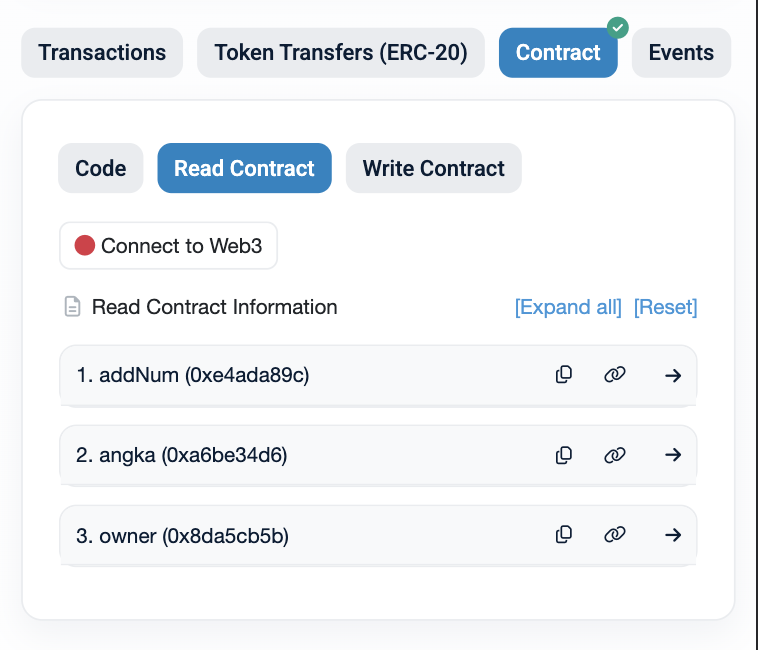 Transactions Token Transfers (ERC-20) Contract Events
Code Read Contract Write Contract
Connect to Web3
Read Contract Information [Expand all] [Reset]
1. addNum (0xe4ada89c)
2. angka (0xa6be34d6)
3. owner (0x8da5cb5b)